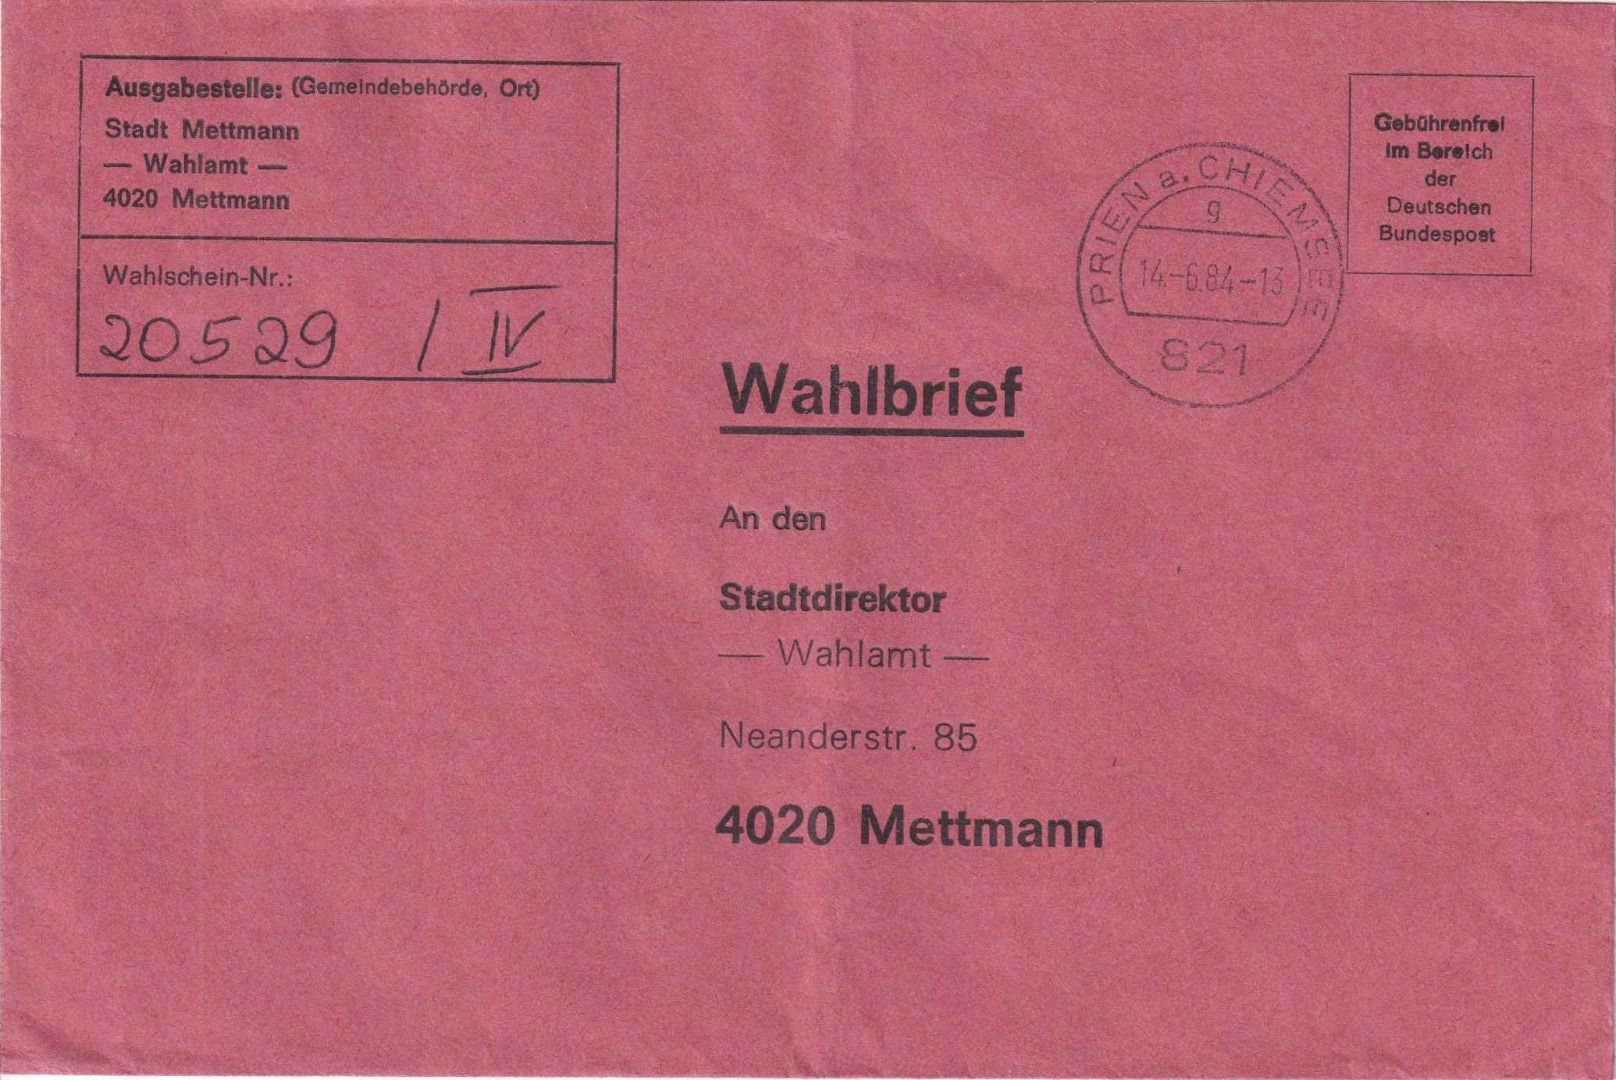 Ausgabestelle: (Gemeindebehörde, Ort)
Stadt Mettmann
— Wahlamt —
4020 Mettmann
Wahlschein-Nr.:
20529 / IV
Gebührenfrei
im Bereich
der
Deutschen
Bundespost
PRIEN a. CHIEMSEE
g
14.-6.84-13
821
Wahlbrief
An den
Stadtdirektor
— Wahlamt —
Neanderstr. 85
4020 Mettmann